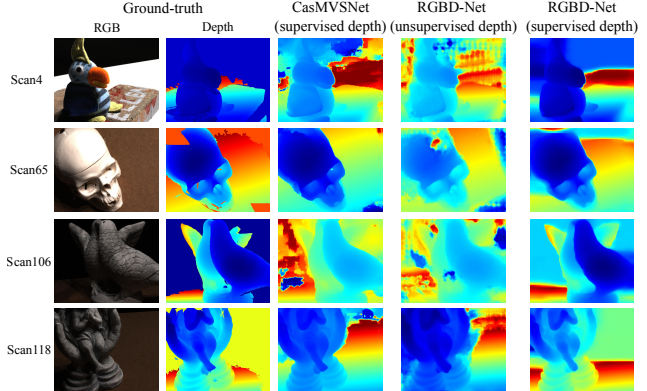 Ground-truth
CasMVSNet
RGBD-Net
RGBD-Net
RGB
Depth
(supervised depth)
(unsupervised depth)
(supervised depth)
Scan4
Scan65
Scan106
Scan118